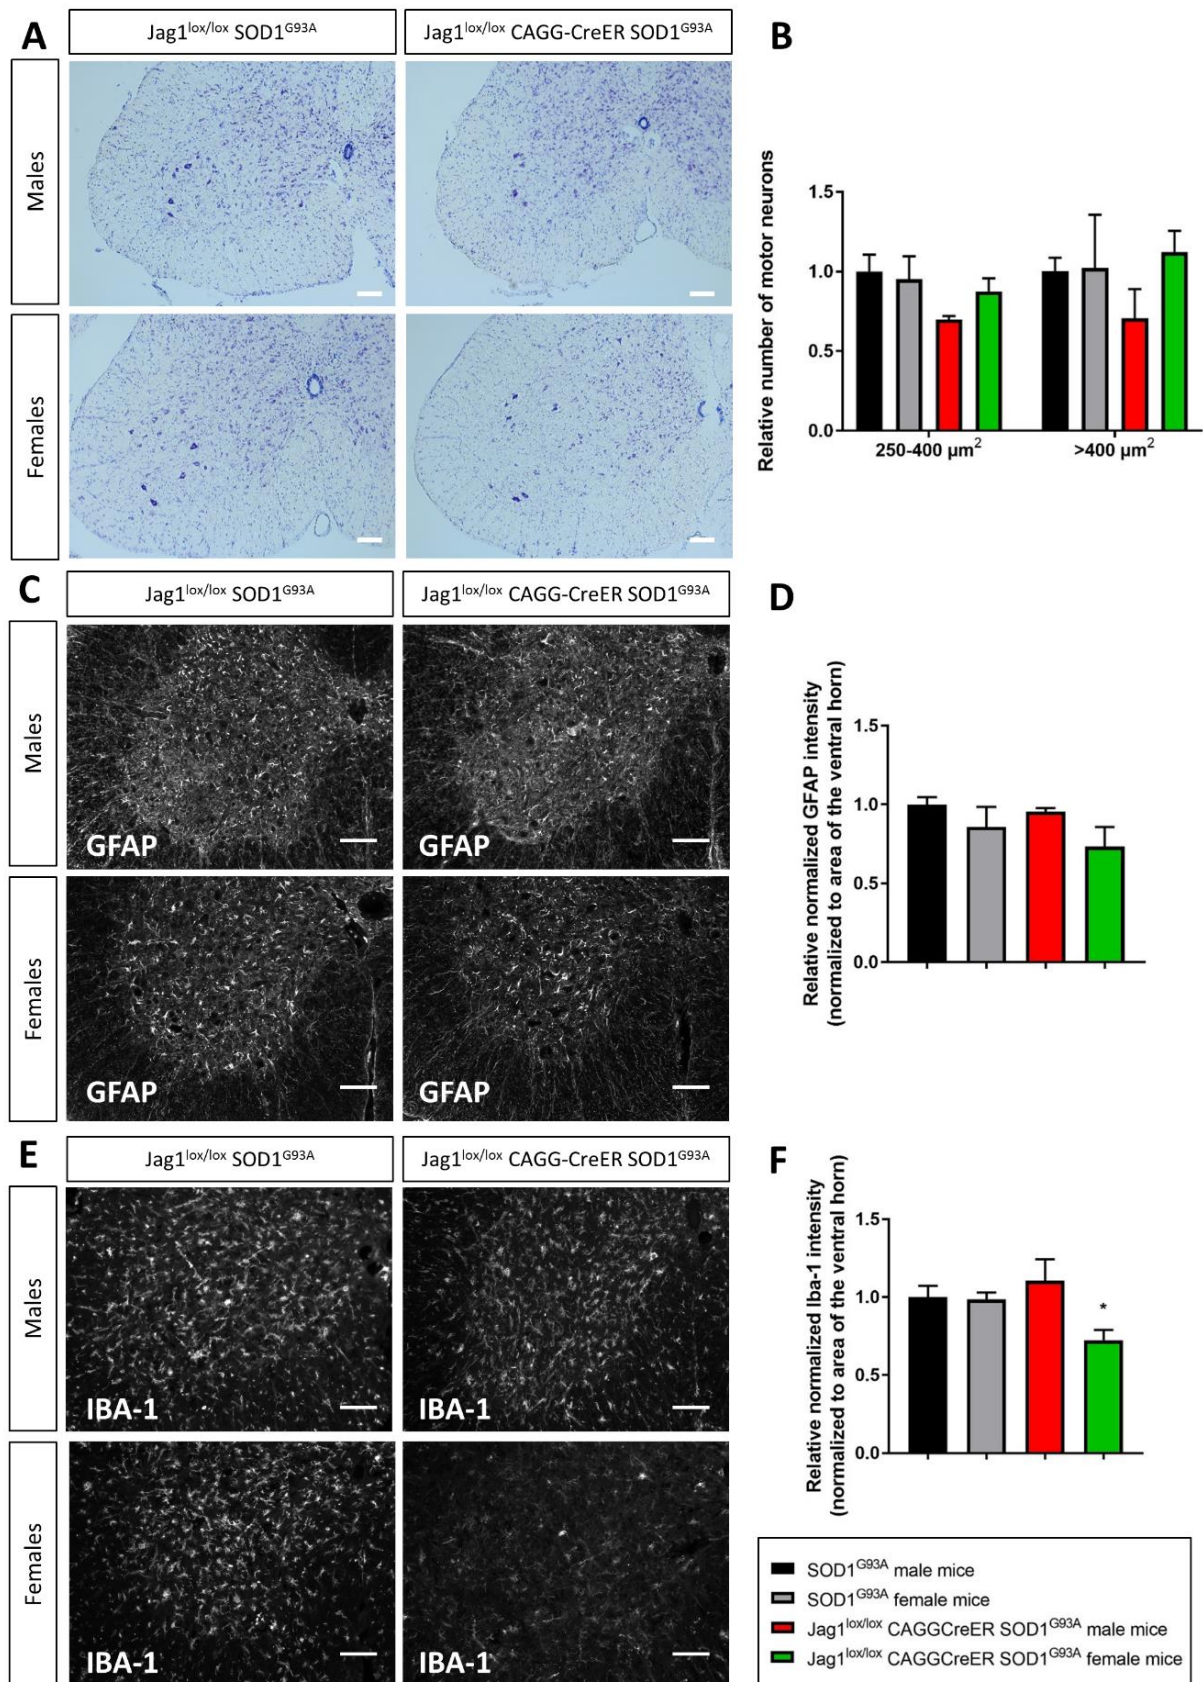 A
Jag1lox/lox SOD1G93A
Jag1lox/lox CAGG-CreER SOD1G93A
Males
Females
B
Relative number of motor neurons
1.5
1.0
0.5
0.0
250-400 µm2
>400 µm2
C
Jag1lox/lox SOD1G93A
Jag1lox/lox CAGG-CreER SOD1G93A
Males
GFAP
GFAP
Females
GFAP
GFAP
D
Relative normalized GFAP intensity
(normalized to area of the ventral horn)
1.5
1.0
0.5
0.0
E
Jag1lox/lox SOD1G93A
Jag1lox/lox CAGG-CreER SOD1G93A
Males
IBA-1
IBA-1
Females
IBA-1
IBA-1
F
Relative normalized Iba-1 intensity
(normalized to area of the ventral horn)
1.5
1.0
0.5
0.0
*
SOD1G93A male mice
SOD1G93A female mice
Jag1lox/lox CAGGCreER SOD1G93A male mice
Jag1lox/lox CAGGCreER SOD1G93A female mice